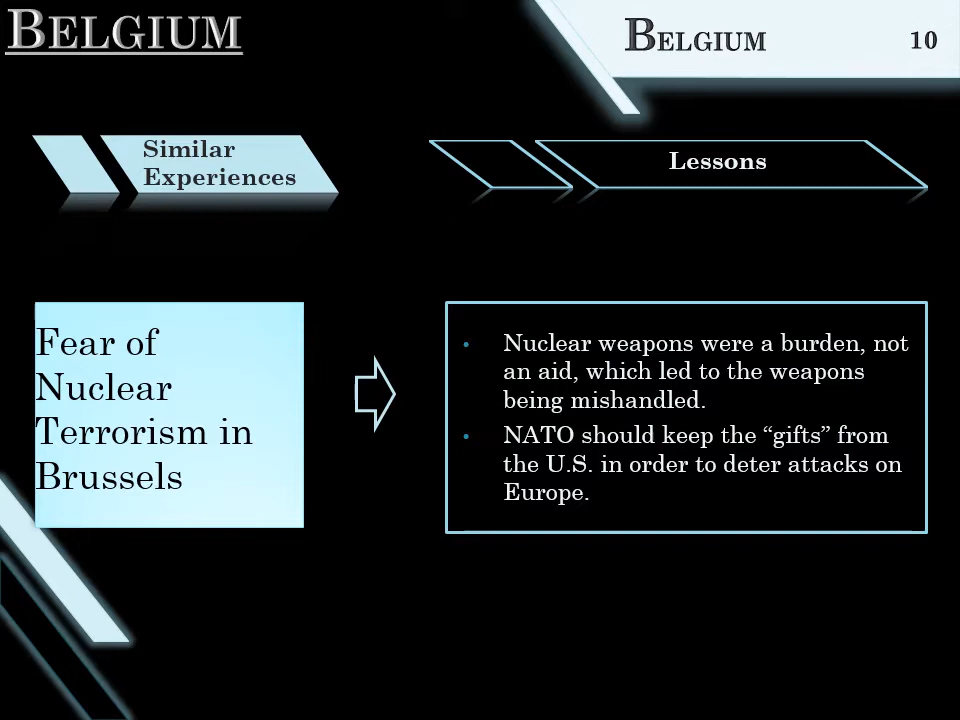 BELGIUM
BELGIUM
10
Similar
Experiences
Lessons
Fear of
Nuclear
Terrorism in
Brussels
• Nuclear weapons were a burden, not
an aid, which led to the weapons
being mishandled.
• NATO should keep the “gifts” from
the U.S. in order to deter attacks on
Europe.